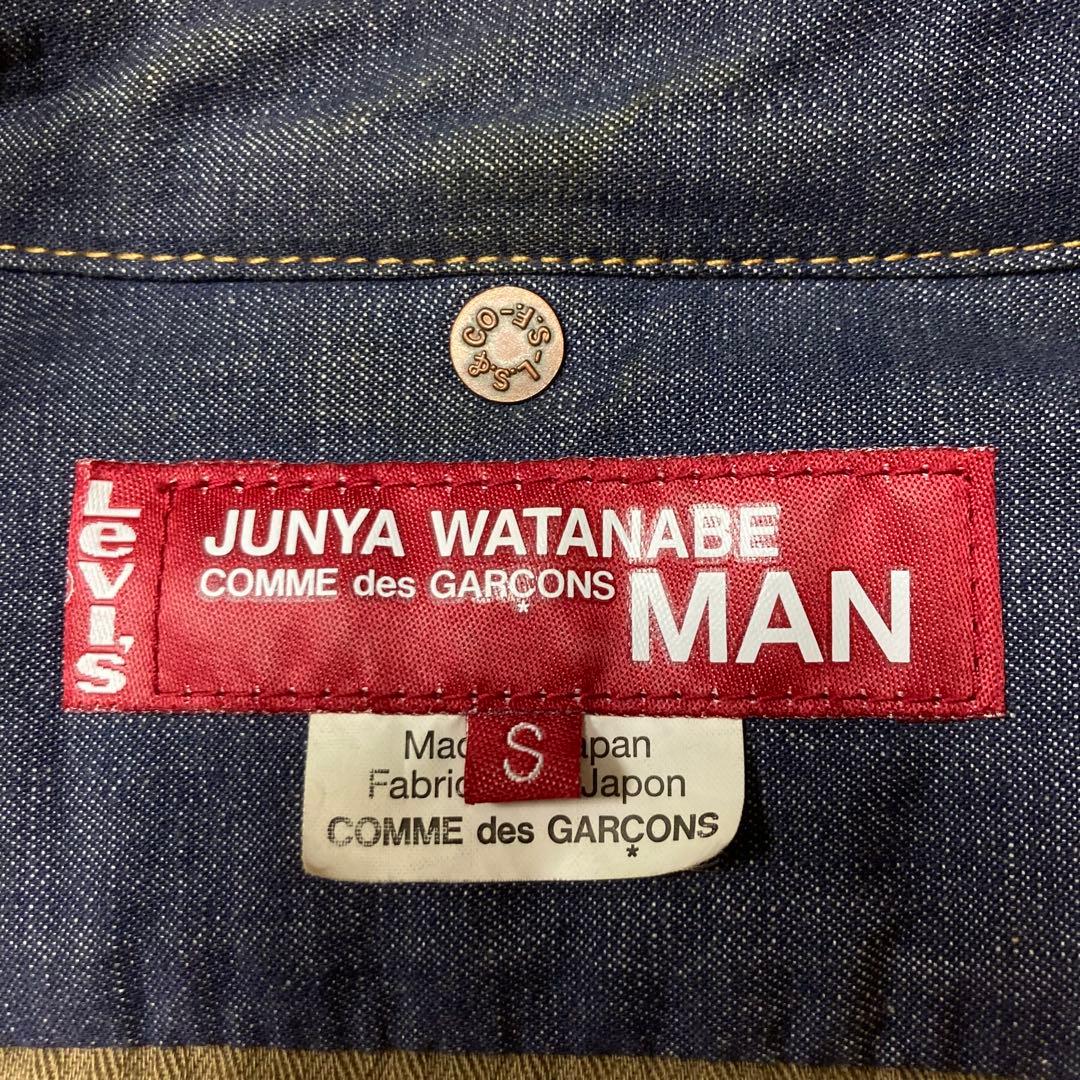 L.S.&CO-S.F.-
Levi's
JUNYA WATANABE
COMME des GARÇONS
MAN
S
Japon
COMME des GARÇONS
*